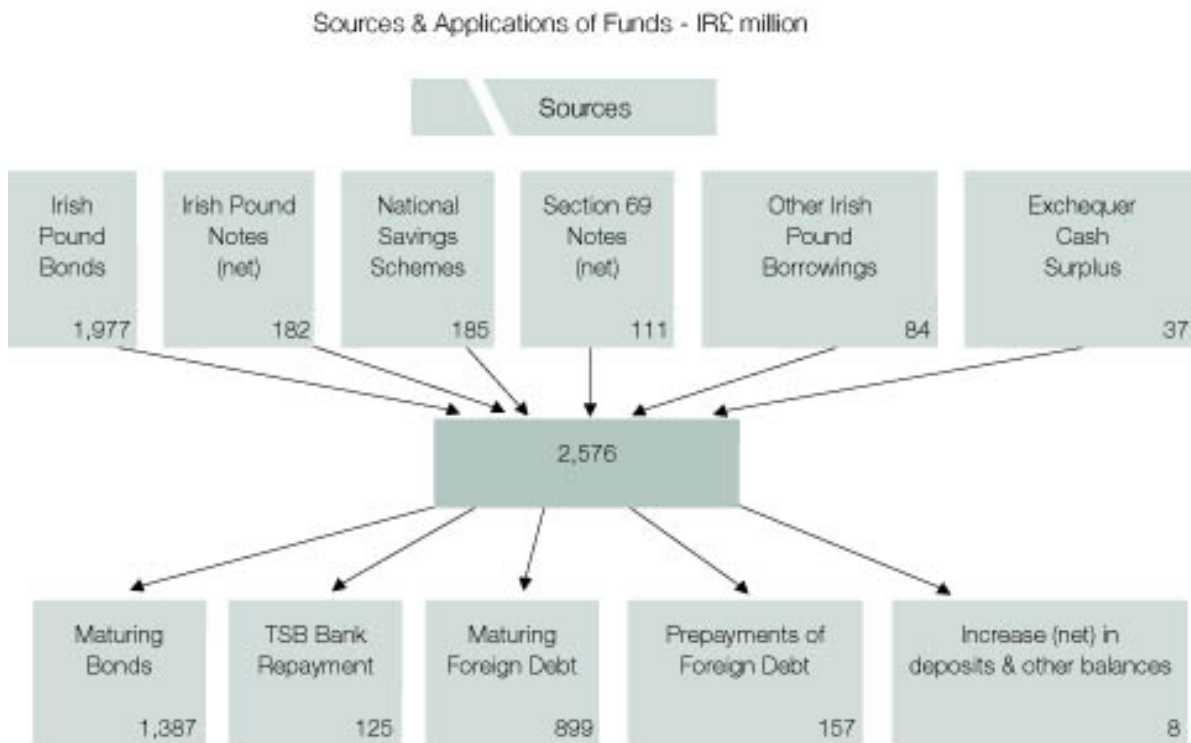 Sources & Applications of Funds - IR£ million
Sources
Irish
Pound
Bonds
1,977
Irish Pound
Notes
(net)
182
National
Savings
Schemes
185
Section 69
Notes
(net)
111
Other Irish
Pound
Borrowings
84
Exchequer
Cash
Surplus
37
2,576
Maturing
Bonds
1,387
TSB Bank
Repayment
125
Maturing
Foreign Debt
899
Prepayments of
Foreign Debt
157
Increase (net) in
deposits & other balances
8